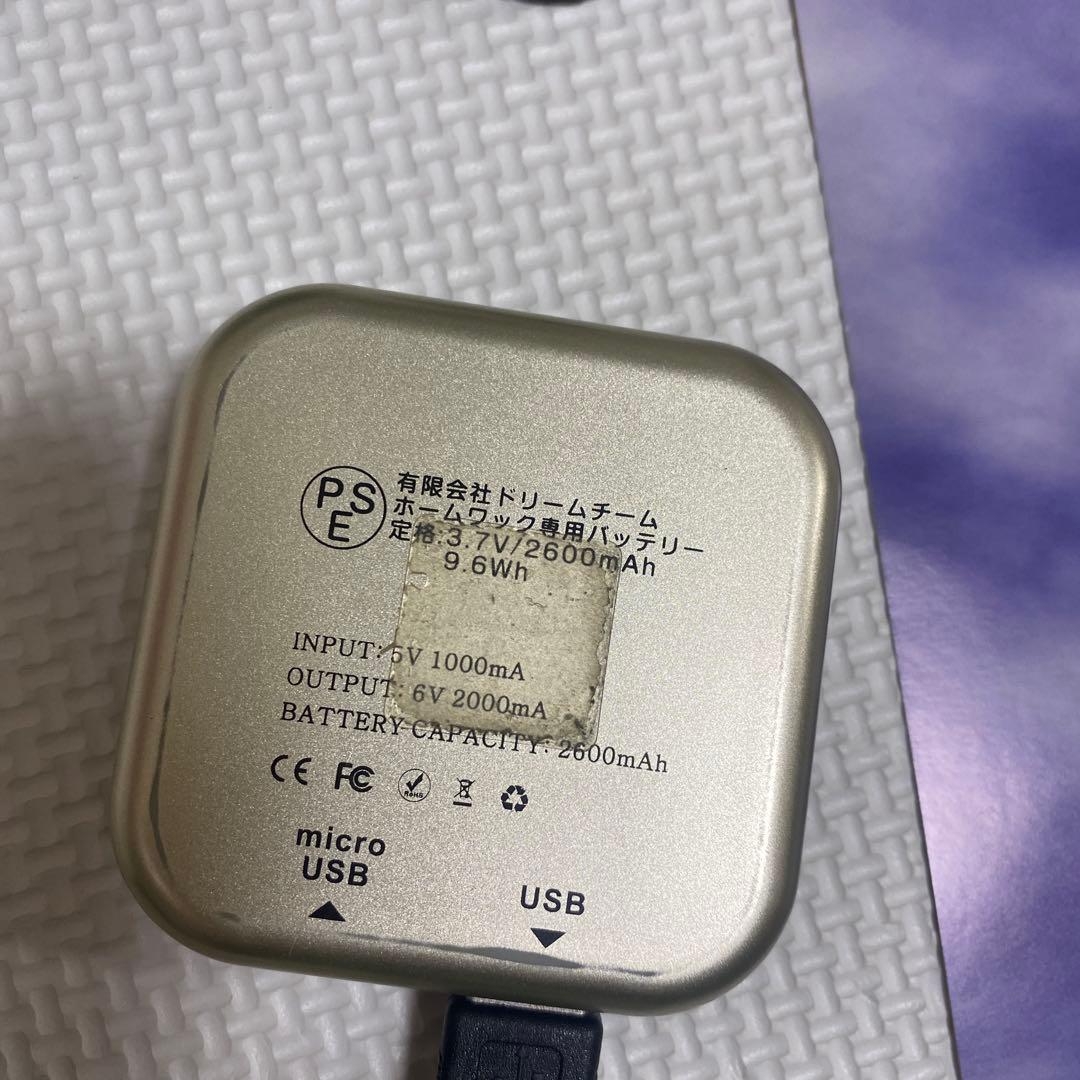 PSE
有限会社ドリームチーム
ホームワック専用バッテリー
定格:3.7V/2600mAh
9.6Wh
INPUT: 5V 1000mA
OUTPUT: 6V 2000mA
BATTERY CAPACITY: 2600mAh
CE FC RoHS
micro
USB
USB